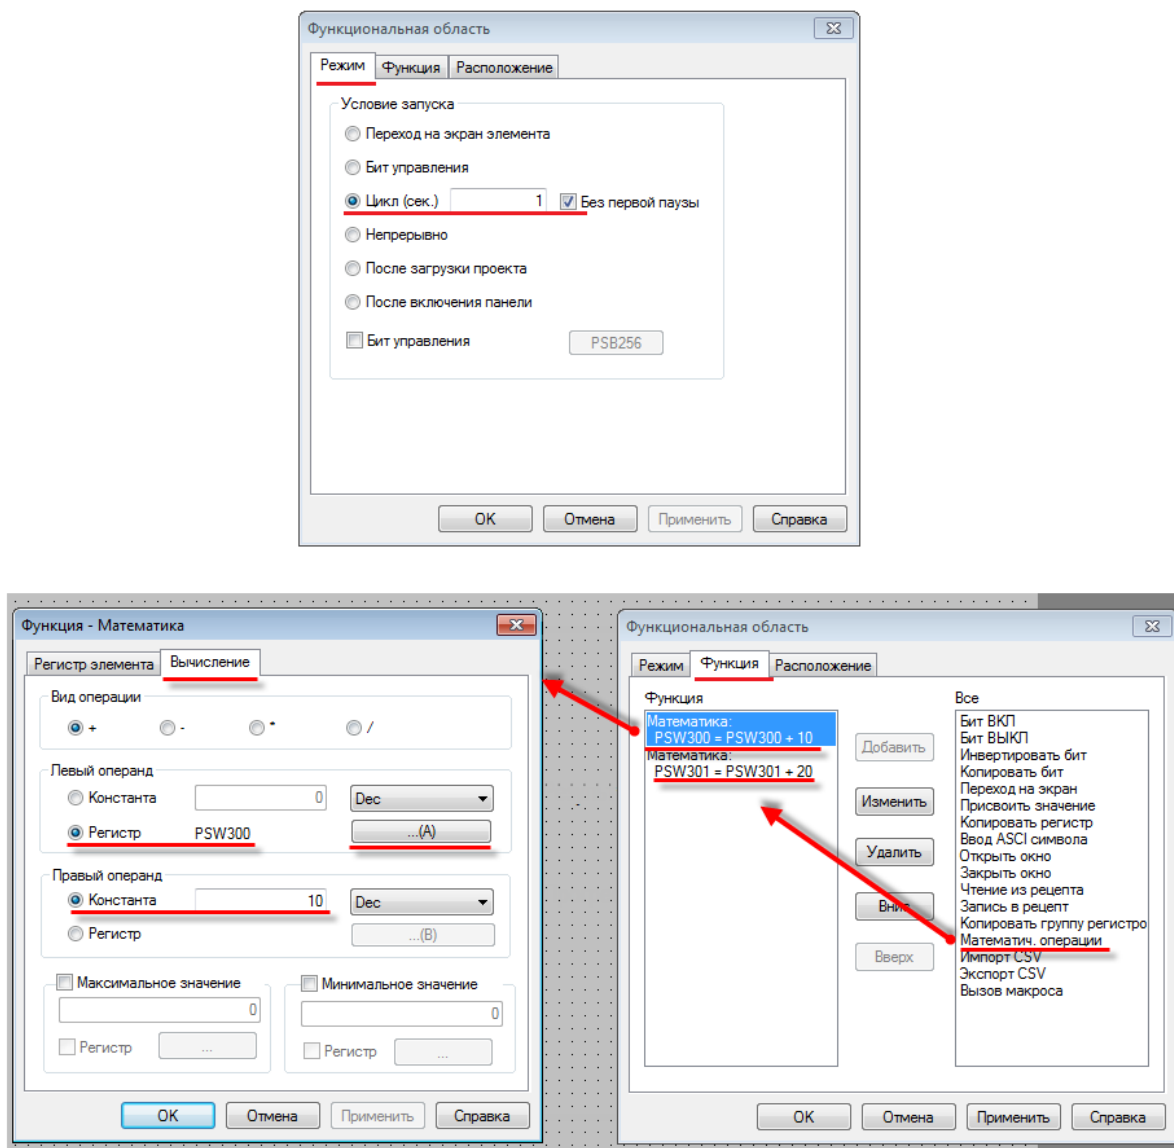 Функциональная область
Режим Функция Расположение
Условие запуска
Переход на экран элемента
Бит управления
Цикл (сек.) 1 Без первой паузы
Непрерывно
После загрузки проекта
После включения панели
Бит управления PSB256
OK Отмена Применить Справка
Функция - Математика
Регистр элемента Вычисление
Вид операции
+ - * /
Левый операнд
Константа 0 Dec
Регистр PSW300 ...(A)
Правый операнд
Константа 10 Dec
Регистр ...(B)
Максимальное значение
0
Регистр ...
Минимальное значение
0
Регистр ...
OK Отмена Применить Справка
Функциональная область
Режим Функция Расположение
Функция
Математика:
PSW300 = PSW300 + 10
Математика:
PSW301 = PSW301 + 20
Добавить
Изменить
Удалить
Вниз
Вверх
Все
Бит ВКЛ
Бит ВЫКЛ
Инвертировать бит
Копировать бит
Переход на экран
Присвоить значение
Копировать регистр
Ввод ASCI символа
Открыть окно
Закрыть окно
Чтение из рецепта
Запись в рецепт
Копировать группу регистро
Математич. операции
Импорт CSV
Экспорт CSV
Вызов макроса
OK Отмена Применить Справка